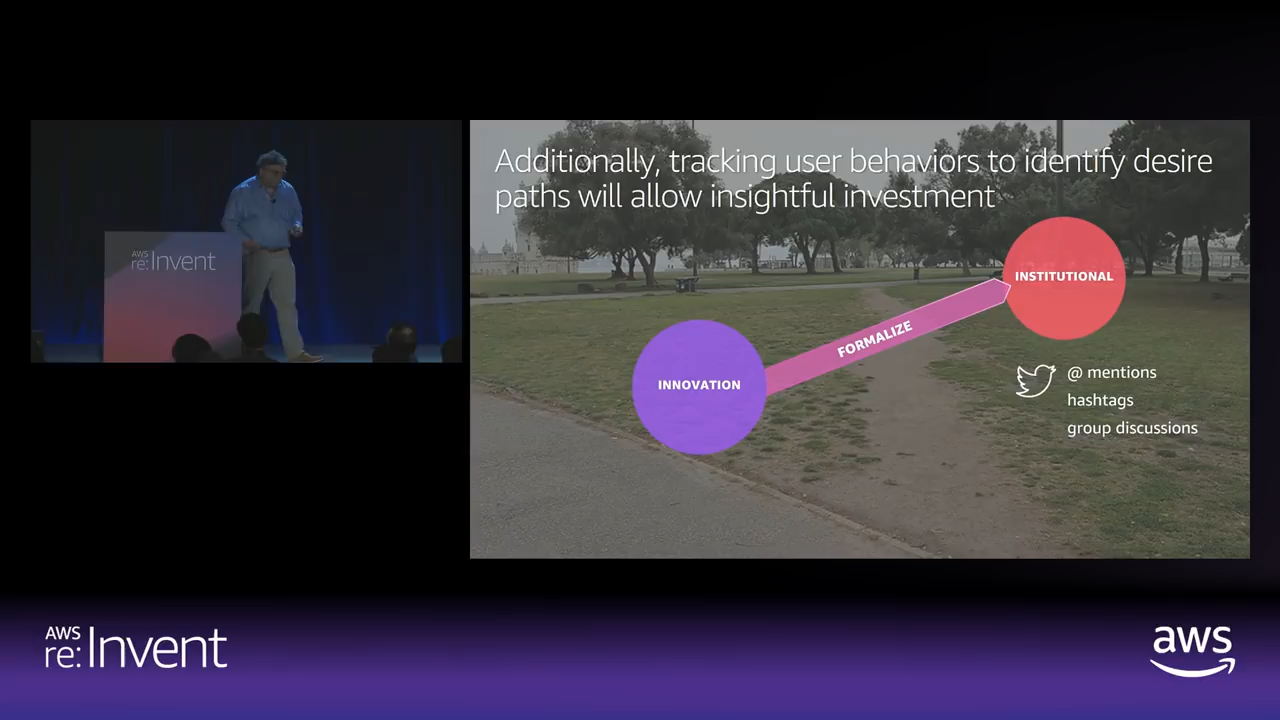 AWS
re:Invent
Additionally, tracking user behaviors to identify desire
paths will allow insightful investment
INSTITUTIONAL
FORMALIZE
INNOVATION
@ mentions
hashtags
group discussions
AWS
re:Invent
aws